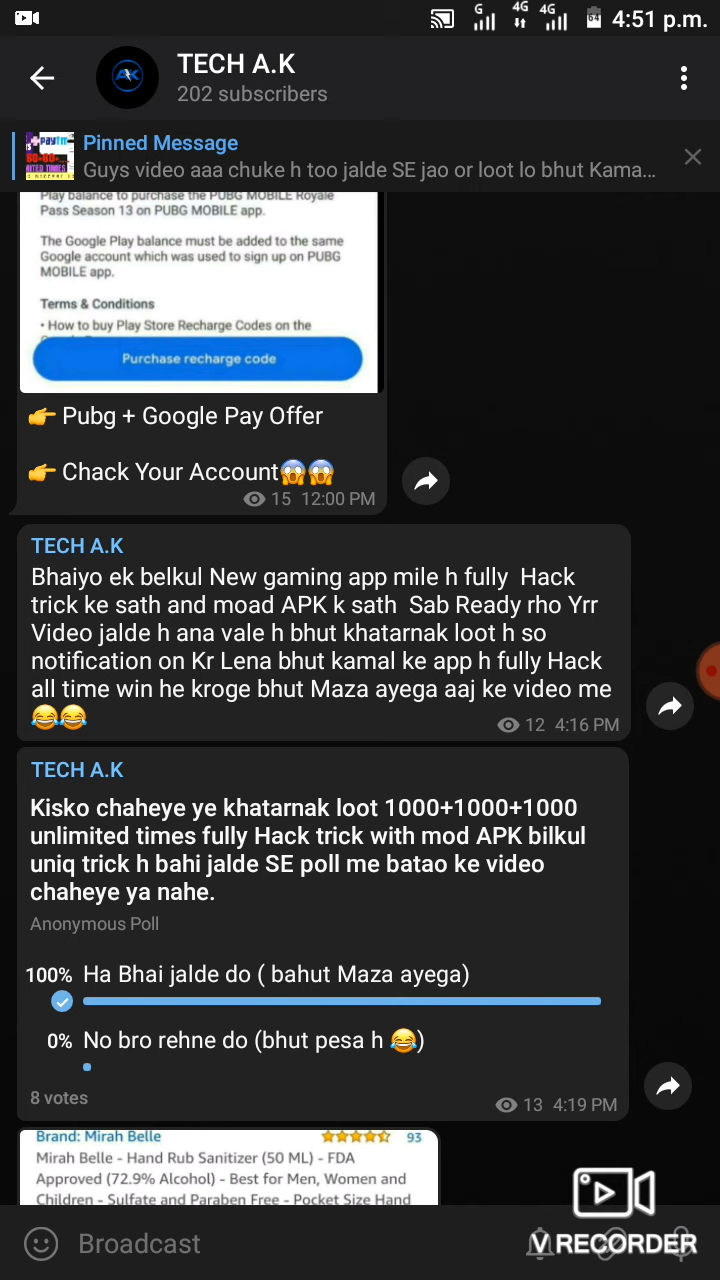 G 4G 4G 64 4:51 p.m.
AK TECH A.K
202 subscribers
Pinned Message
Guys video aaa chuke h too jalde SE jao or loot lo bhut Kama...
Play balance to purchase the PUBG MOBILE Royale
Pass Season 13 on PUBG MOBILE app.
The Google Play balance must be added to the same
Google account which was used to sign up on PUBG
MOBILE app.
Terms & Conditions
• How to buy Play Store Recharge Codes on the
Purchase recharge code
👉 Pubg + Google Pay Offer
👉 Chack Your Account😱😱
15 12:00 PM
TECH A.K
Bhaiyo ek belkul New gaming app mile h fully Hack
trick ke sath and moad APK k sath Sab Ready rho Yrr
Video jalde h ana vale h bhut khatarnak loot h so
notification on Kr Lena bhut kamal ke app h fully Hack
all time win he kroge bhut Maza ayega aaj ke video me
😂😂
12 4:16 PM
TECH A.K
Kisko chaheye ye khatarnak loot 1000+1000+1000
unlimited times fully Hack trick with mod APK bilkul
uniq trick h bahi jalde SE poll me batao ke video
chaheye ya nahe.
Anonymous Poll
100% Ha Bhai jalde do ( bahut Maza ayega)
0% No bro rehne do (bhut pesa h 😂)
8 votes
13 4:19 PM
Brand: Mirah Belle 93
Mirah Belle - Hand Rub Sanitizer (50 ML) - FDA
Approved (72.9% Alcohol) - Best for Men, Women and
Children - Sulfate and Paraben Free - Pocket Size Hand
Broadcast
V RECORDER